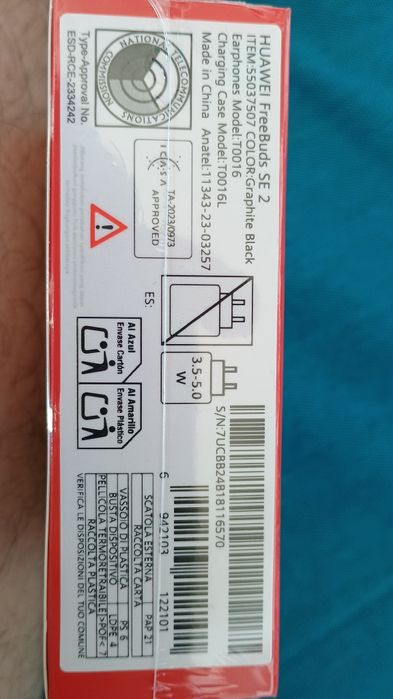 HUAWEI FreeBuds SE 2
ITEM:55037507 COLOR:Graphite Black
Earphones Model:T0016
Charging Case Model:T0016L
Made in China Anatel:11343-23-03257
S/N:7UCBB24B18116570
NATIONAL TELECOMMUNICATIONS
COMMISSION
Type-Approval No.
ESD-RCE-2334242
I C A S A
TA-2023/0973
APPROVED
3.5-5.0
W
ES:
Al Azul
Envase Cartón
Al Amarillo
Envase Plástico
6 942103 122101
SCATOLA ESTERNA PAP 21
RACCOLTA CARTA
VASSOIO DI PLASTICA PS 6
BUSTA DISPOSITIVO LDPE 4
PELLICOLA TERMORETRAIBILE >POF< 7
RACCOLTA PLASTICA
VERIFICA LE DISPOSIZIONI DEL TUO COMUNE